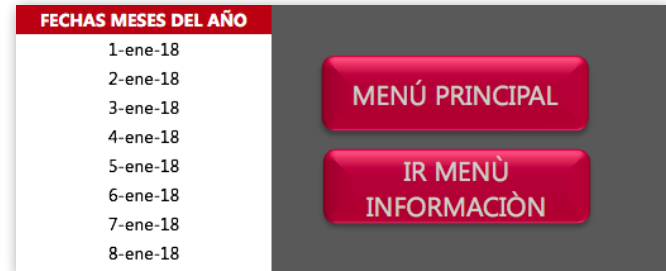 FECHAS MESES DEL AÑO
1-ene-18
2-ene-18
3-ene-18
4-ene-18
5-ene-18
6-ene-18
7-ene-18
8-ene-18
MENÚ PRINCIPAL
IR MENÙ
INFORMACIÒN